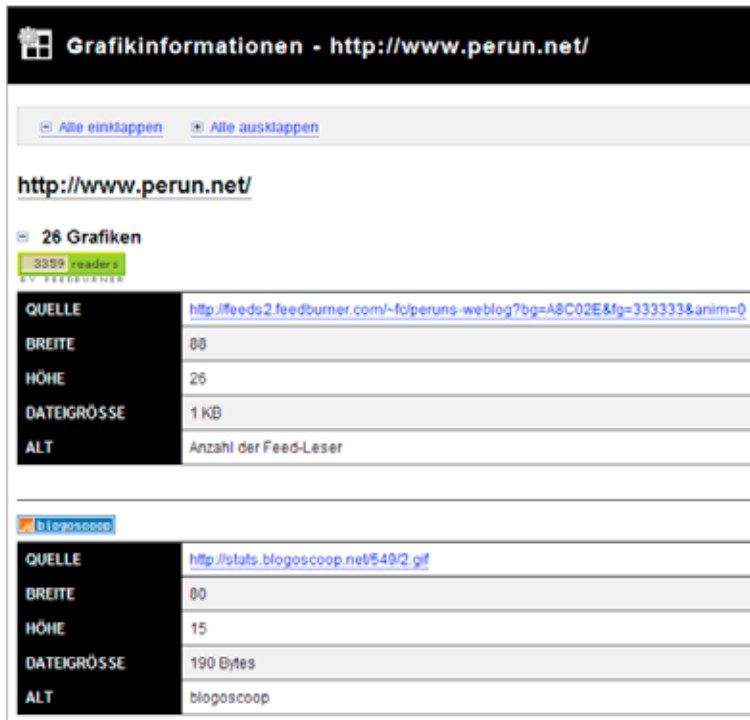 Grafikinformationen - http://www.perun.net/
Alle einklappen Alle ausklappen
http://www.perun.net/
26 Grafiken
3359 readers
BY FEEDBURNER
QUELLE http://feeds2.feedburner.com/~fc/peruns-weblog?bg=A8C02E&fg=333333&anim=0
BREITE 88
HÖHE 26
DATEIGRÖSSE 1 KB
ALT Anzahl der Feed-Leser
blogoscoop
QUELLE http://stats.blogoscoop.net/549/2.gif
BREITE 80
HÖHE 15
DATEIGRÖSSE 190 Bytes
ALT blogoscoop